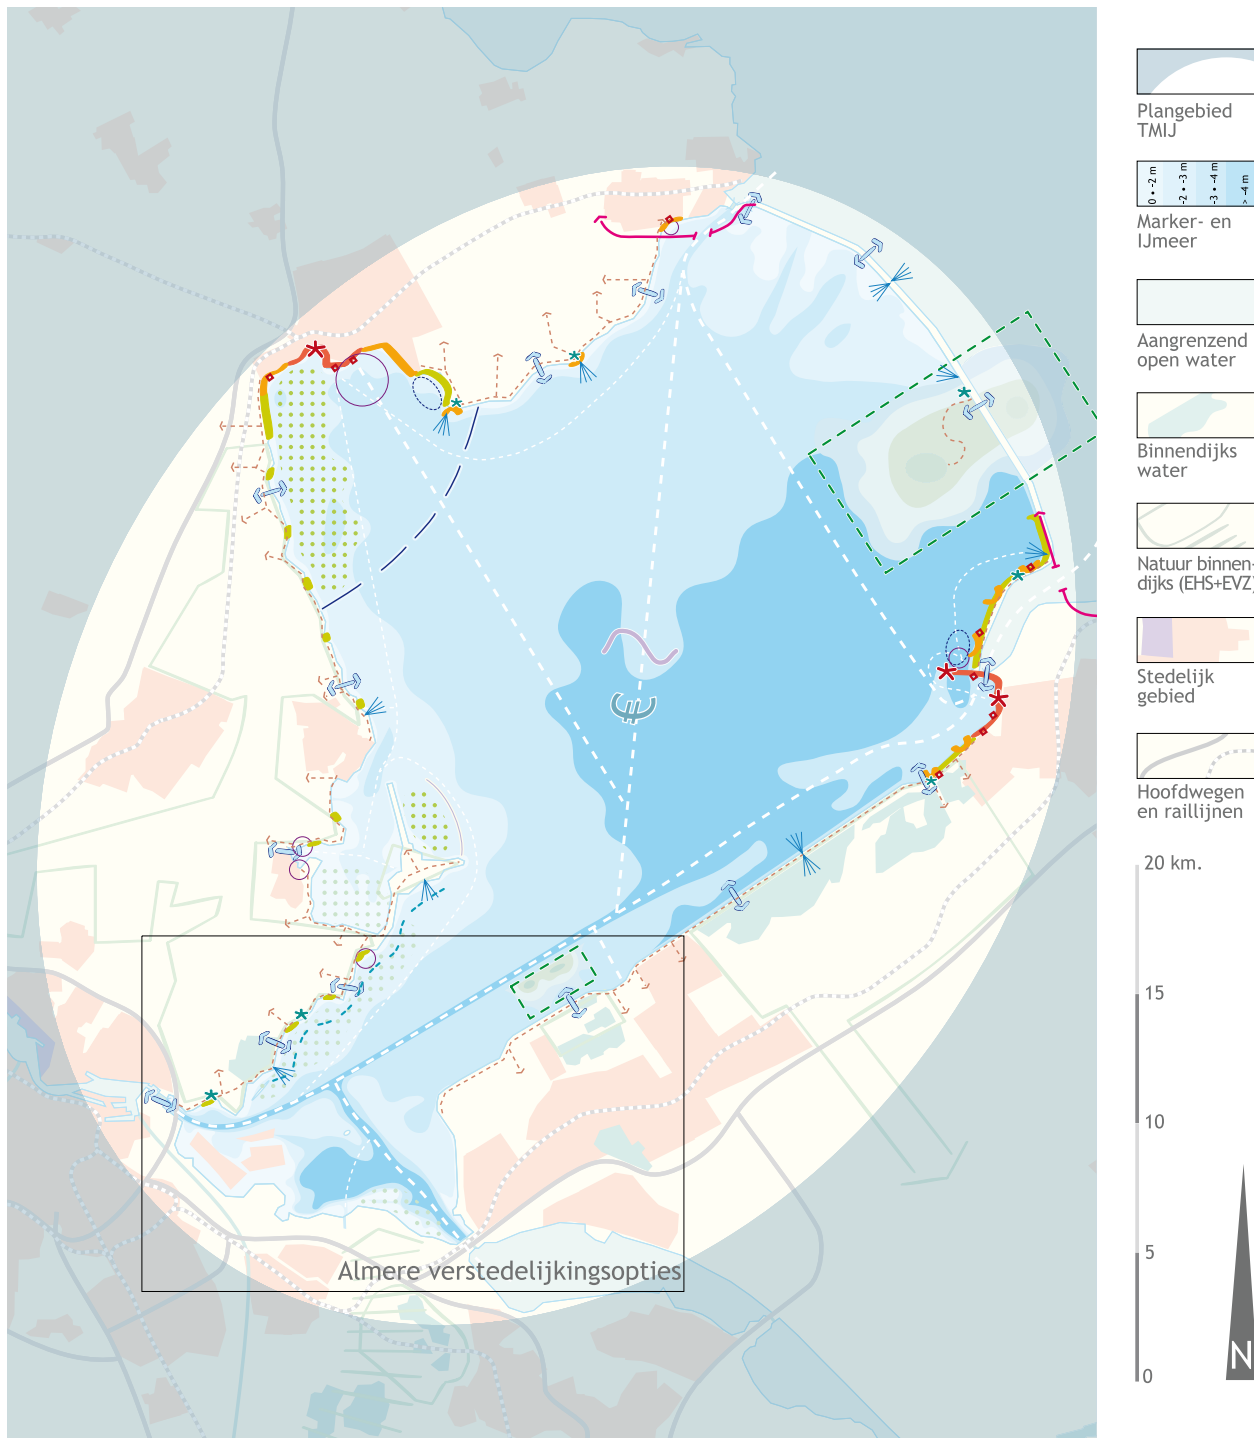 Plangebied
TMIJ
0 • -2 m
-2 • -3 m
-3 • -4 m
> -4 m
Marker- en
IJmeer
Aangrenzend
open water
Binnendijks
water
Natuur binnen-
dijks (EHS+EVZ)
Stedelijk
gebied
Hoofdwegen
en raillijnen
20 km.
15
10
5
0
N
Almere verstedelijkingsopties